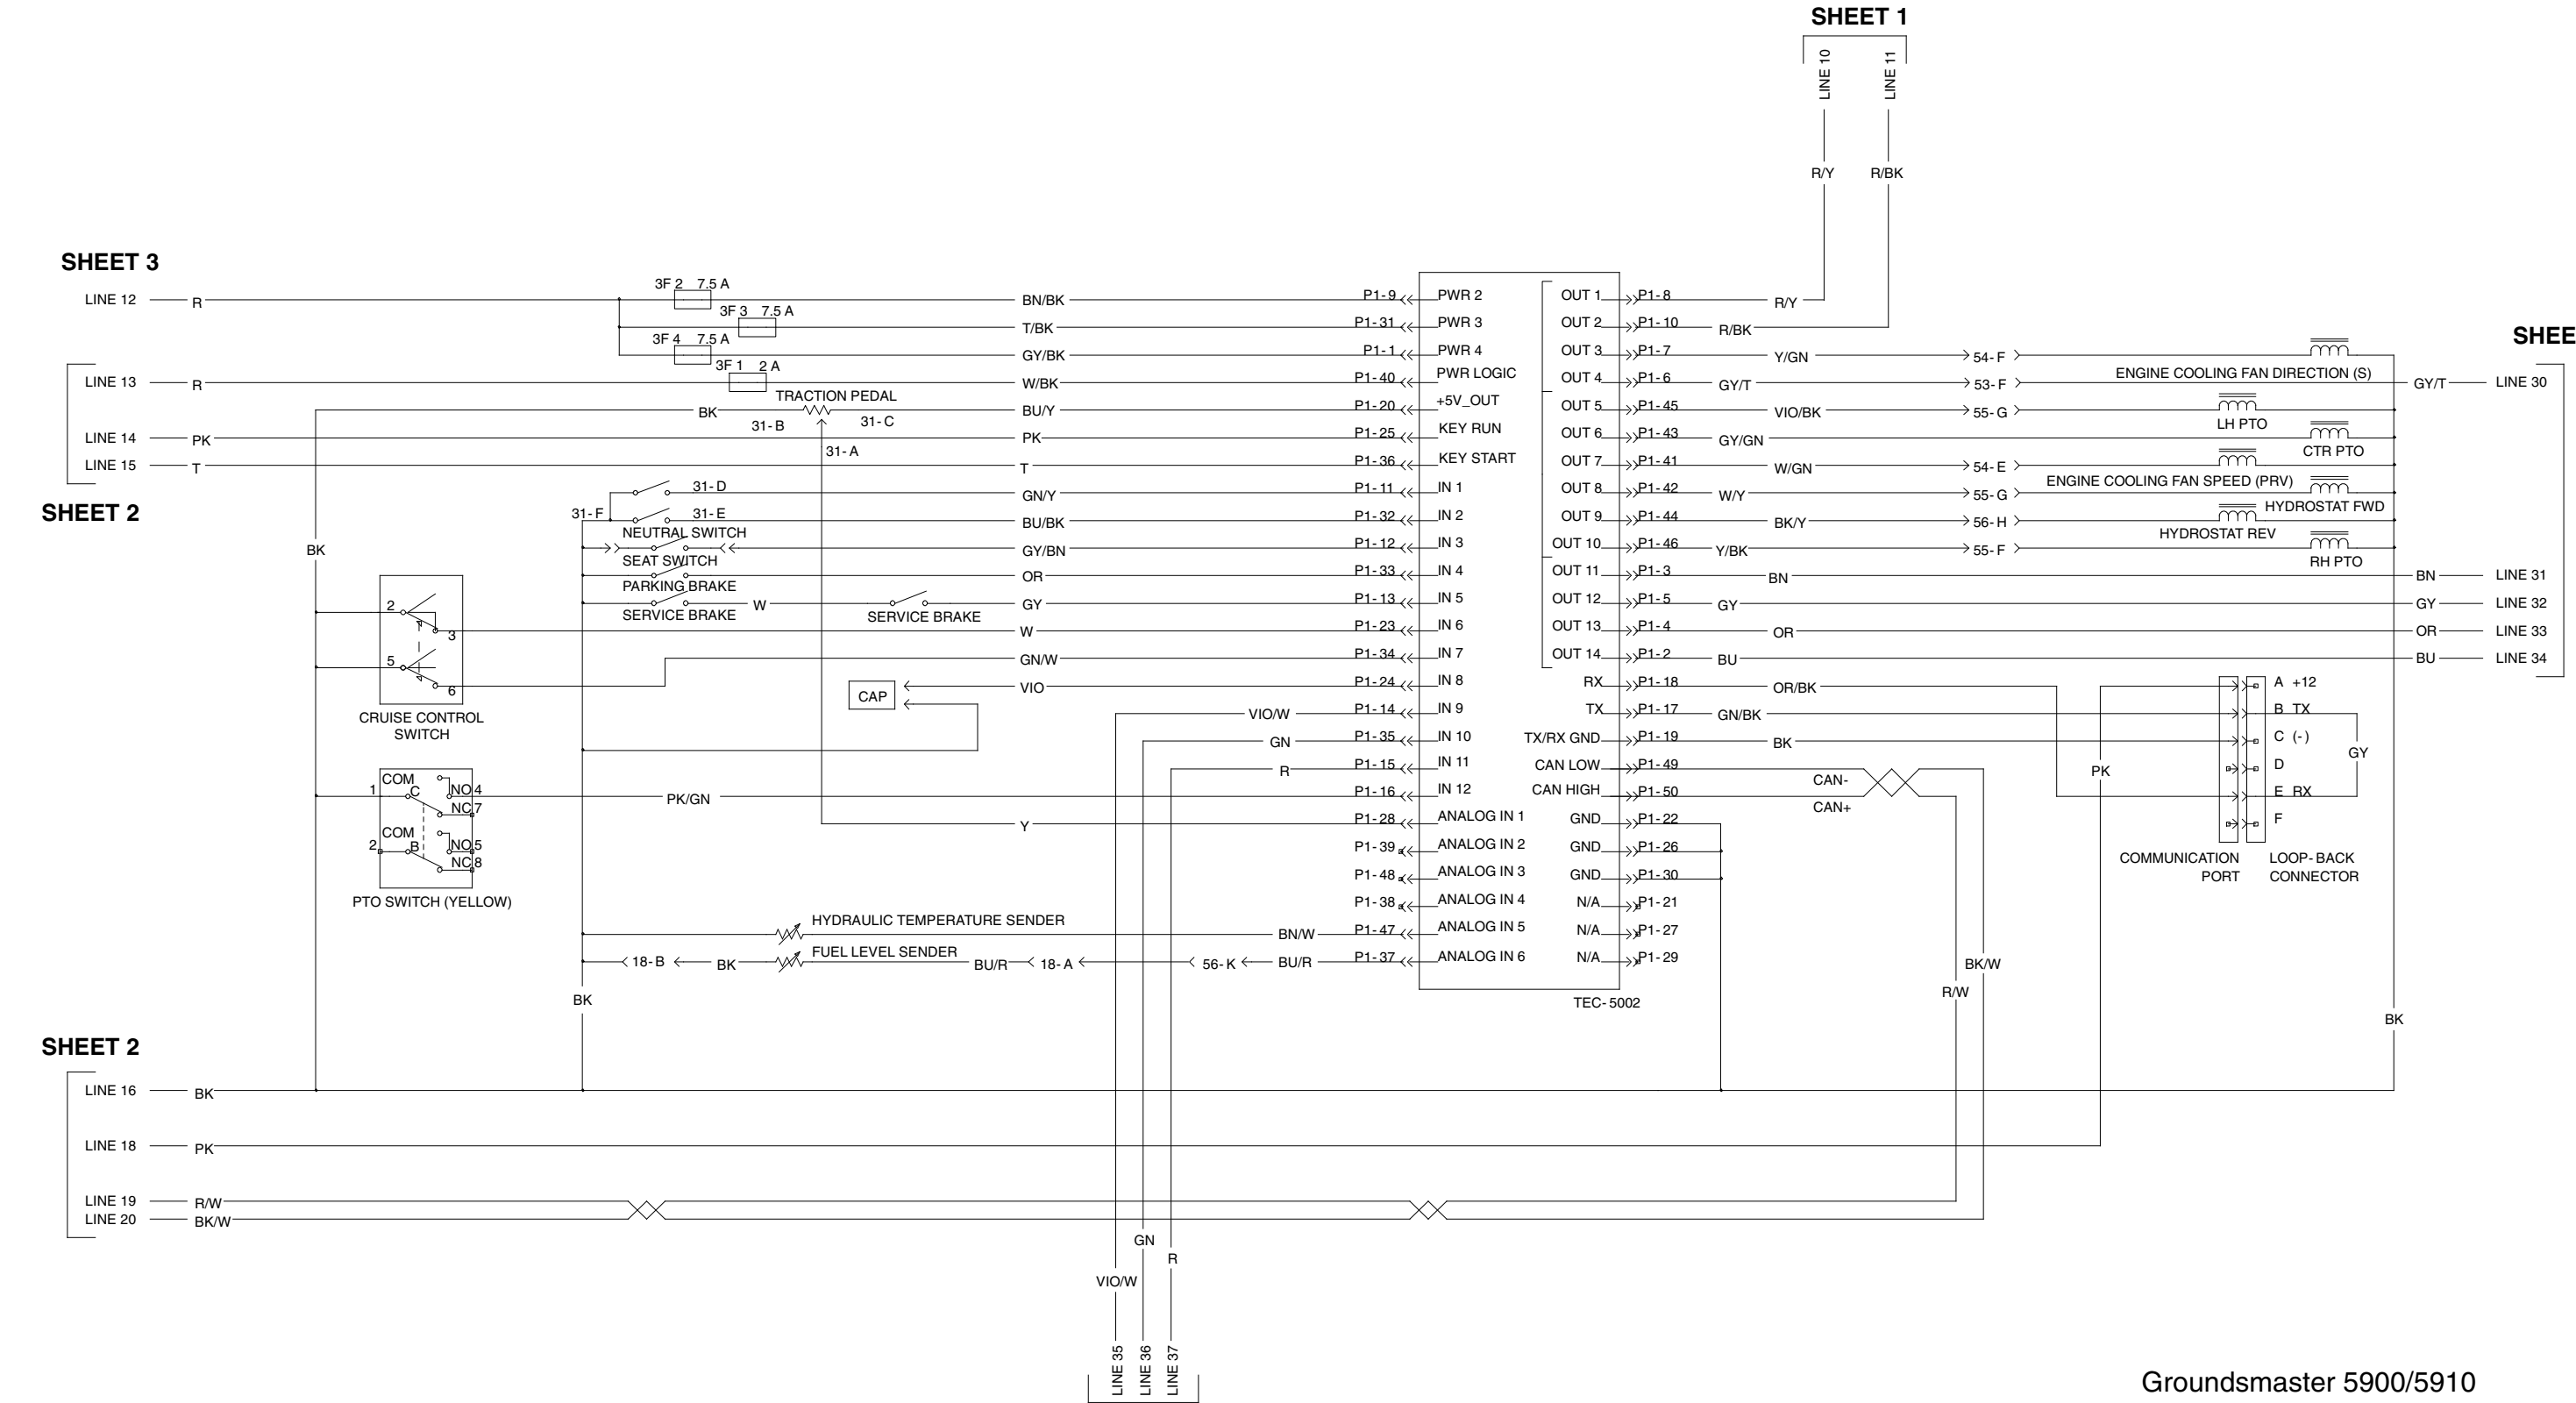 SHEET 1
LINE 10
LINE 11
R/Y
R/BK
SHEET 3
LINE 12
R
3F 2 7.5 A
BN/BK
3F 3 7.5 A
T/BK
3F 4 7.5 A
GY/BK
LINE 13
R
3F 1 2 A
W/BK
TRACTION PEDAL
BK
BU/Y
31-B
31-C
31-A
LINE 14
PK
PK
LINE 15
T
T
SHEET 2
31-D
GN/Y
31-F
31-E
BU/BK
NEUTRAL SWITCH
GY/BN
SEAT SWITCH
OR
PARKING BRAKE
W
GY
SERVICE BRAKE
SERVICE BRAKE
BK
2
3
W
5
6
GN/W
CRUISE CONTROL
SWITCH
CAP
VIO
VIO/W
GN
R
COM
1
C
NO 4
NC 7
PK/GN
COM
2
B
NO 5
NC 8
PTO SWITCH (YELLOW)
Y
HYDRAULIC TEMPERATURE SENDER
BN/W
FUEL LEVEL SENDER
18-B
BK
BU/R
18-A
56-K
BU/R
BK
P1-9
PWR 2
P1-31
PWR 3
P1-1
PWR 4
P1-40
PWR LOGIC
P1-20
+5V_OUT
P1-25
KEY RUN
P1-36
KEY START
P1-11
IN 1
P1-32
IN 2
P1-12
IN 3
P1-33
IN 4
P1-13
IN 5
P1-23
IN 6
P1-34
IN 7
P1-24
IN 8
P1-14
IN 9
P1-35
IN 10
P1-15
IN 11
P1-16
IN 12
P1-28
ANALOG IN 1
P1-39
ANALOG IN 2
P1-48
ANALOG IN 3
P1-38
ANALOG IN 4
P1-47
ANALOG IN 5
P1-37
ANALOG IN 6
TEC-5002
OUT 1
P1-8
R/Y
OUT 2
P1-10
R/BK
OUT 3
P1-7
Y/GN
54-F
ENGINE COOLING FAN DIRECTION (S)
OUT 4
P1-6
GY/T
53-F
GY/T
LINE 30
SHEE
OUT 5
P1-45
VIO/BK
55-G
LH PTO
OUT 6
P1-43
GY/GN
CTR PTO
OUT 7
P1-41
W/GN
54-E
ENGINE COOLING FAN SPEED (PRV)
OUT 8
P1-42
W/Y
55-G
HYDROSTAT FWD
OUT 9
P1-44
BK/Y
56-H
HYDROSTAT REV
OUT 10
P1-46
Y/BK
55-F
RH PTO
OUT 11
P1-3
BN
BN
LINE 31
OUT 12
P1-5
GY
GY
LINE 32
OUT 13
P1-4
OR
OR
LINE 33
OUT 14
P1-2
BU
BU
LINE 34
RX
P1-18
OR/BK
TX
P1-17
GN/BK
TX/RX GND
P1-19
BK
CAN LOW
P1-49
CAN-
CAN HIGH
P1-50
CAN+
GND
P1-22
GND
P1-26
GND
P1-30
N/A
P1-21
N/A
P1-27
N/A
P1-29
A +12
B TX
C (-)
D
E RX
F
GY
PK
COMMUNICATION
PORT
LOOP-BACK
CONNECTOR
BK/W
R/W
BK
SHEET 2
LINE 16
BK
LINE 18
PK
LINE 19
R/W
LINE 20
BK/W
GN
R
VIO/W
LINE 35
LINE 36
LINE 37
Groundsmaster 5900/5910